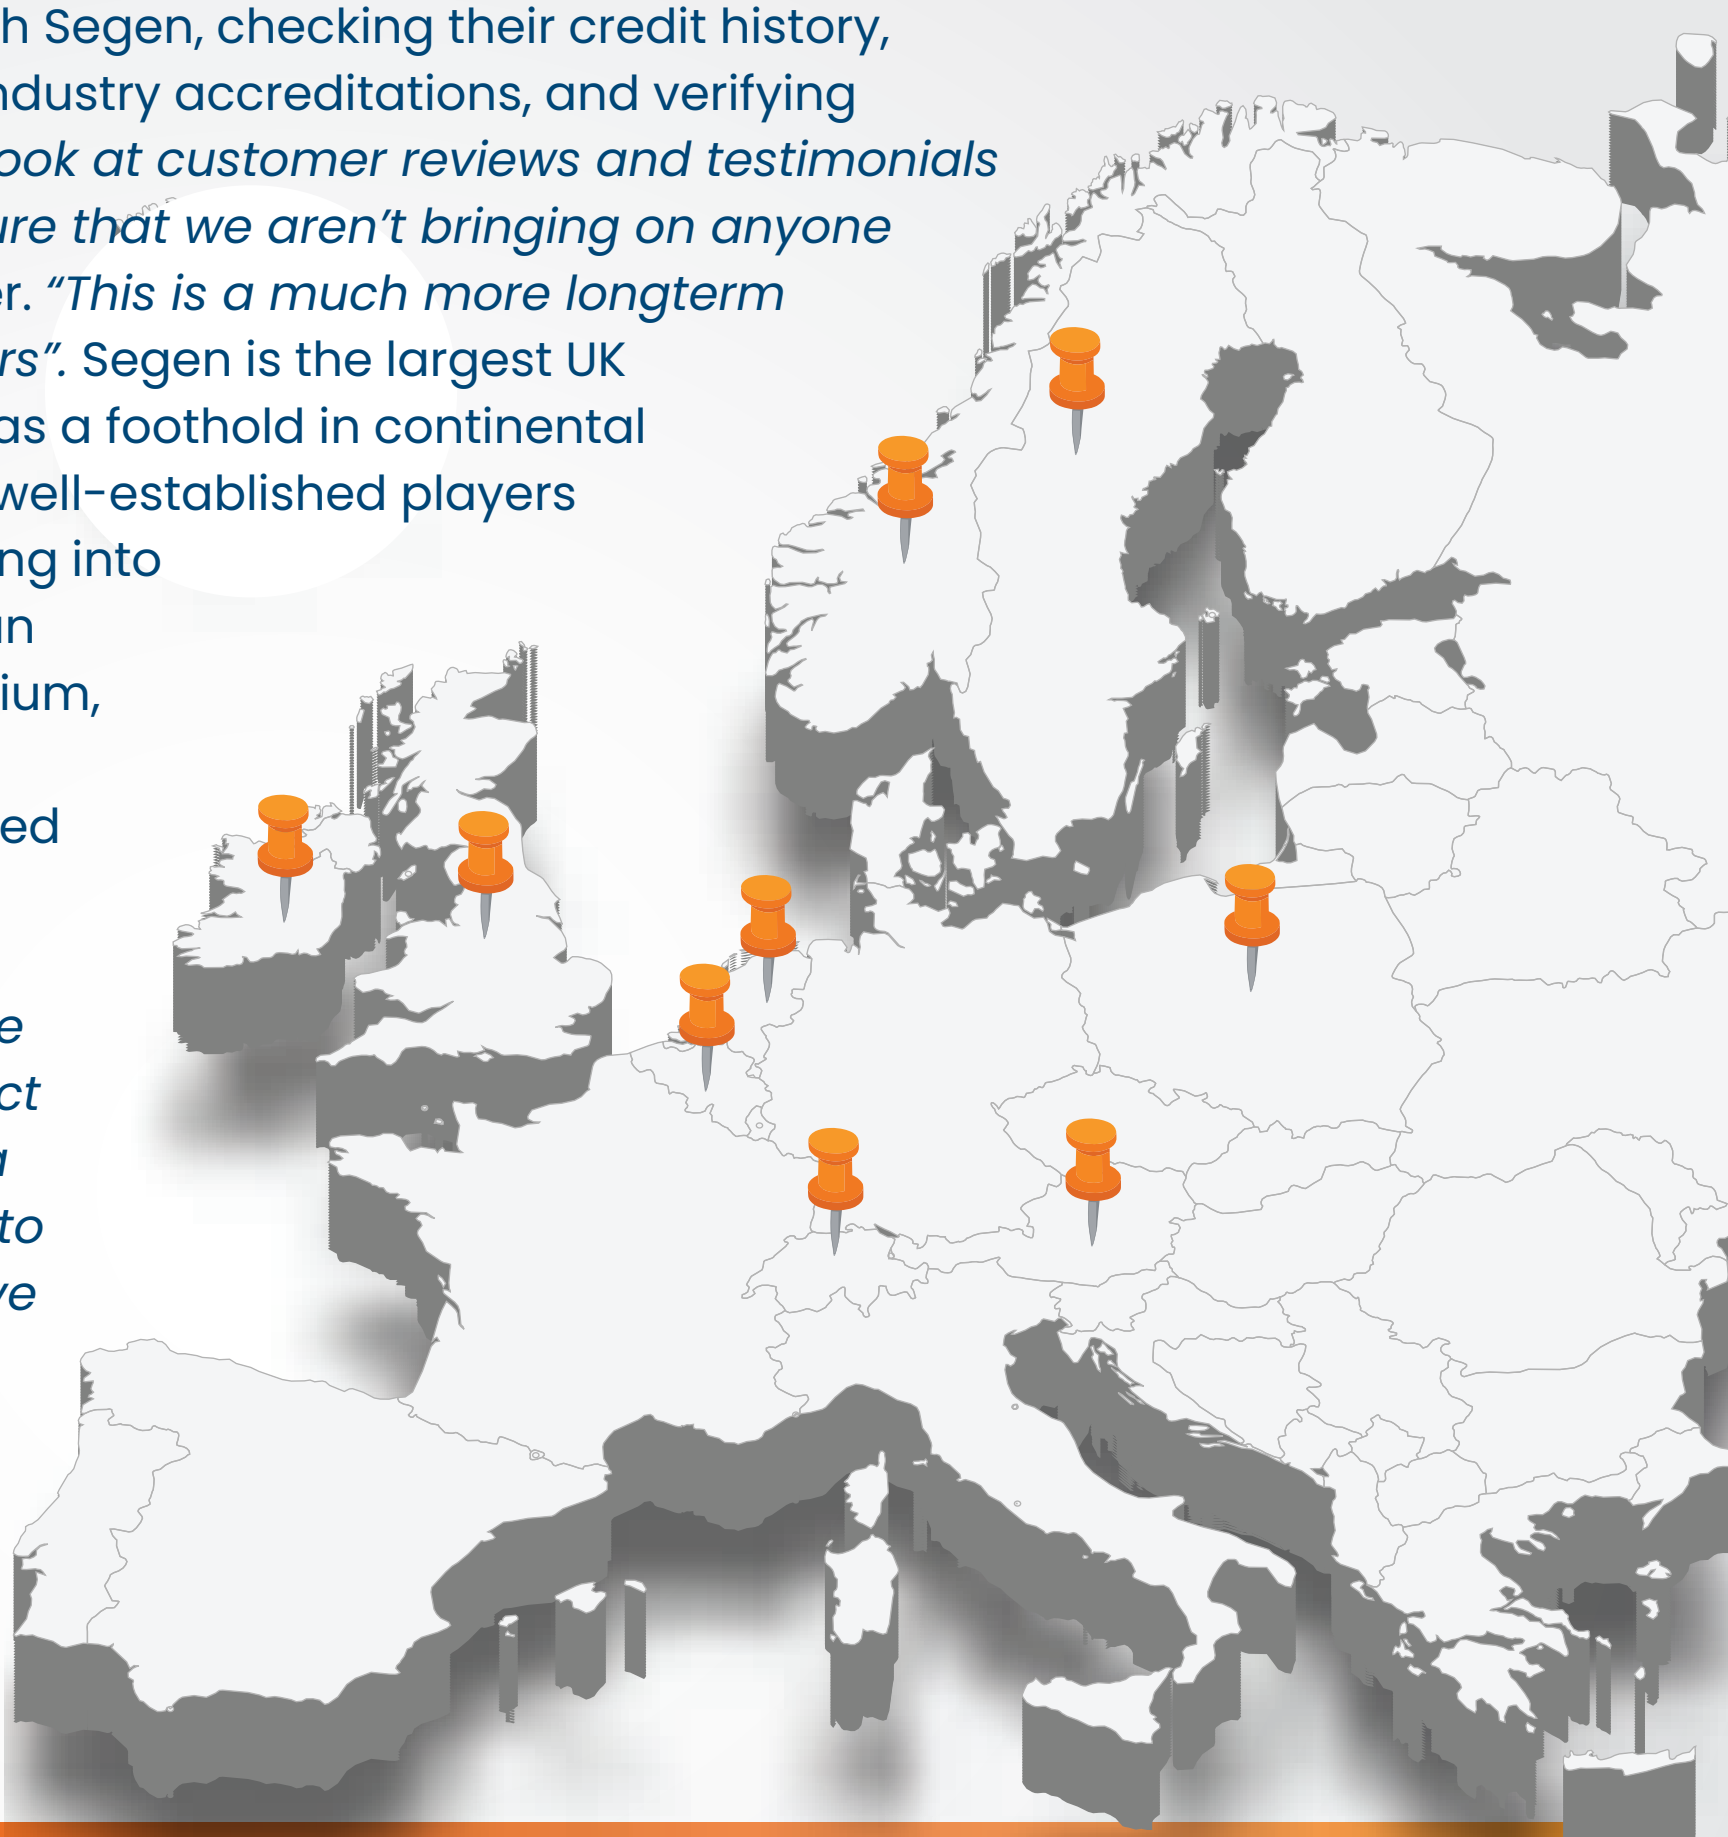 h Segen, checking their credit history,
ndustry accreditations, and verifying
ook at customer reviews and testimonials
ure that we aren’t bringing on anyone
er. “This is a much more longterm
rs”. Segen is the largest UK
as a foothold in continental
well-established players
ng into
an
ium,
ed
e
ct
a
to
ve